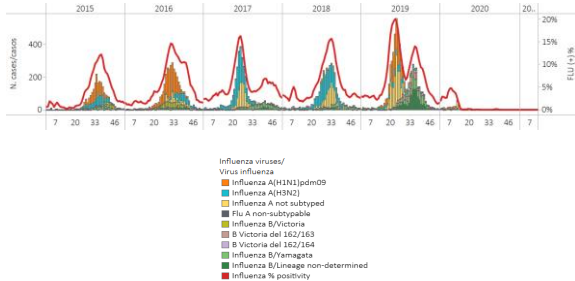 2015 2016 2017 2018 2019 2020 20..
N. cases/casos
400
200
0
20%
15%
10%
5%
0%
FLU (+) %
7 20 33 46 7 20 33 46 7 20 33 46 7 20 33 46 7 20 33 46 7 20 33 46 7
Influenza viruses/
Virus influenza
Influenza A(H1N1)pdm09
Influenza A(H3N2)
Influenza A not subtyped
Flu A non-subtypable
Influenza B/Victoria
B Victoria del 162/163
B Victoria del 162/164
Influenza B/Yamagata
Influenza B/Lineage non-determined
Influenza % positivity